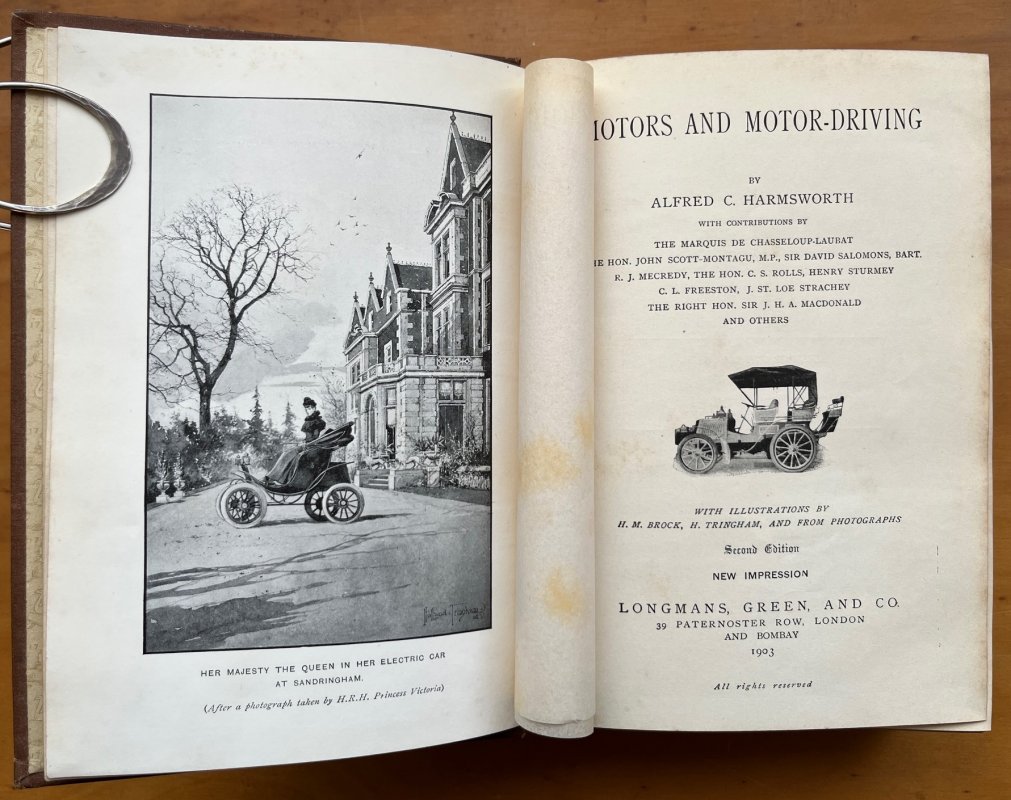 HER MAJESTY THE QUEEN IN HER ELECTRIC CAR
AT SANDRINGHAM.
(After a photograph taken by H.R.H. Princess Victoria)
MOTORS AND MOTOR-DRIVING
BY
ALFRED C. HARMSWORTH
WITH CONTRIBUTIONS BY
THE MARQUIS DE CHASSELOUP-LAUBAT
THE HON. JOHN SCOTT-MONTAGU, M.P., SIR DAVID SALOMONS, BART.
R. J. MECREDY, THE HON. C. S. ROLLS, HENRY STURMEY
C. L. FREESTON, J. ST. LOE STRACHEY
THE RIGHT HON. SIR J. H. A. MACDONALD
AND OTHERS
WITH ILLUSTRATIONS BY
H. M. BROCK, H. TRINGHAM, AND FROM PHOTOGRAPHS
Second Edition
NEW IMPRESSION
LONGMANS, GREEN, AND CO.
39 PATERNOSTER ROW, LONDON
AND BOMBAY
1903
All rights reserved